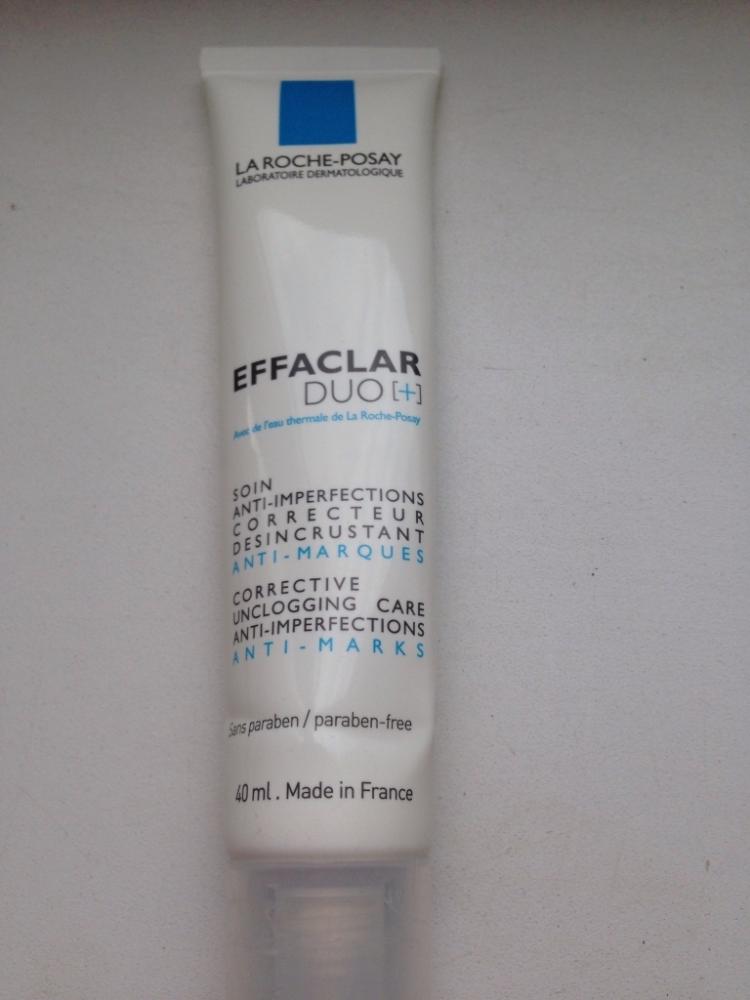 LA ROCHE-POSAY
LABORATOIRE DERMATOLOGIQUE
EFFACLAR
DUO [+]
Avec de l'eau thermale de La Roche-Posay
SOIN
ANTI-IMPERFECTIONS
CORRECTEUR
DESINCRUSTANT
ANTI-MARQUES
CORRECTIVE
UNCLOGGING CARE
ANTI-IMPERFECTIONS
ANTI-MARKS
Sans paraben / paraben-free
40 ml . Made in France